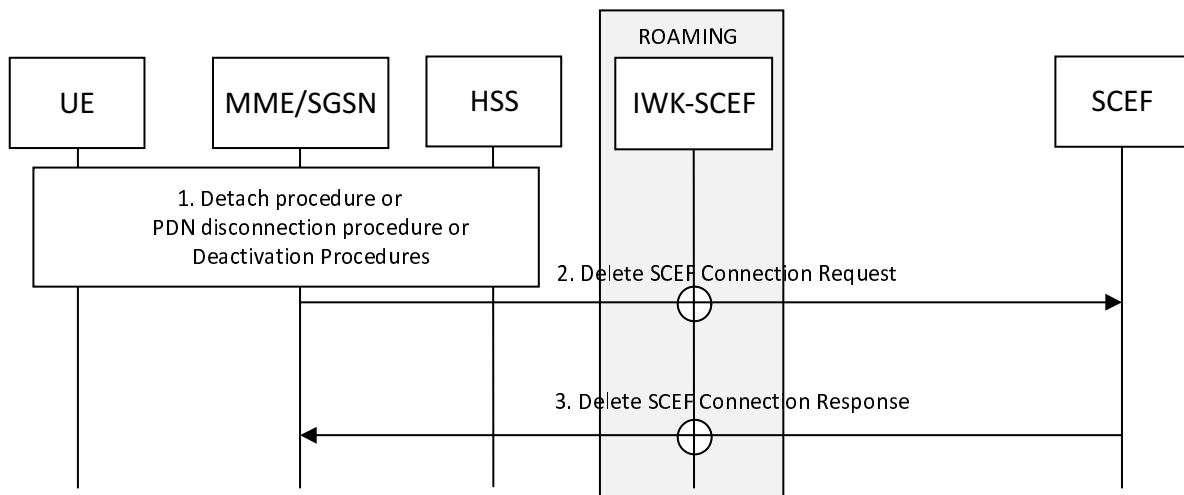 ROAMING
UE
MME/SGSN
HSS
IWK-SCEF
SCEF
1. Detach procedure or
PDN disconnection procedure or
Deactivation Procedures
2. Delete SCEF Connection Request
3. Delete SCEF Connection Response